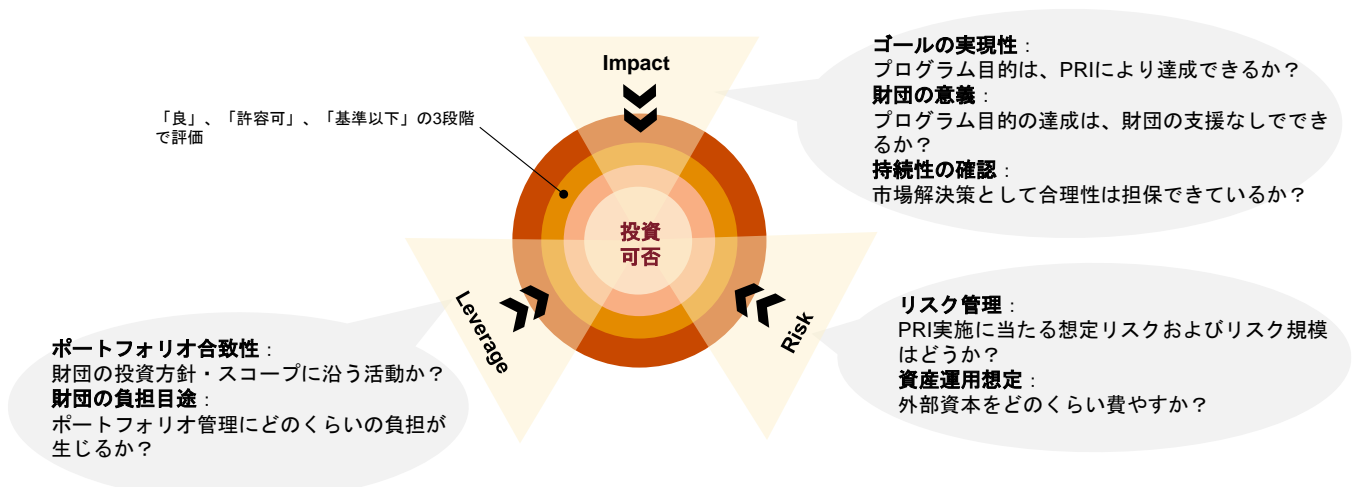 Impact
「良」、「許容可」、「基準以下」の3段階
で評価
ゴールの実現性：
プログラム目的は、PRIにより達成できるか？
財団の意義：
プログラム目的の達成は、財団の支援なしででき
るか？
持続性の確認：
市場解決策として合理性は担保できているか？
投資
可否
Leverage
Risk
ポートフォリオ合致性：
財団の投資方針・スコープに沿う活動か？
財団の負担目途：
ポートフォリオ管理にどのくらいの負担が
生じるか？
リスク管理：
PRI実施に当たる想定リスクおよびリスク規模
はどうか？
資産運用想定：
外部資本をどのくらい費やすか？